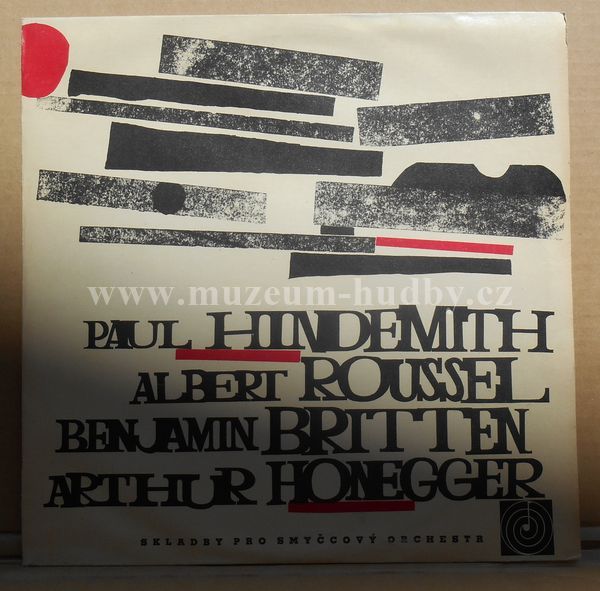 www.muzeum-hudby.cz
PAUL HINDEMITH
ALBERT ROUSSEL
BENJAMIN BRITTEN
ARTHUR HONEGGER
SKLADBY PRO SMYČCOVÝ ORCHESTR